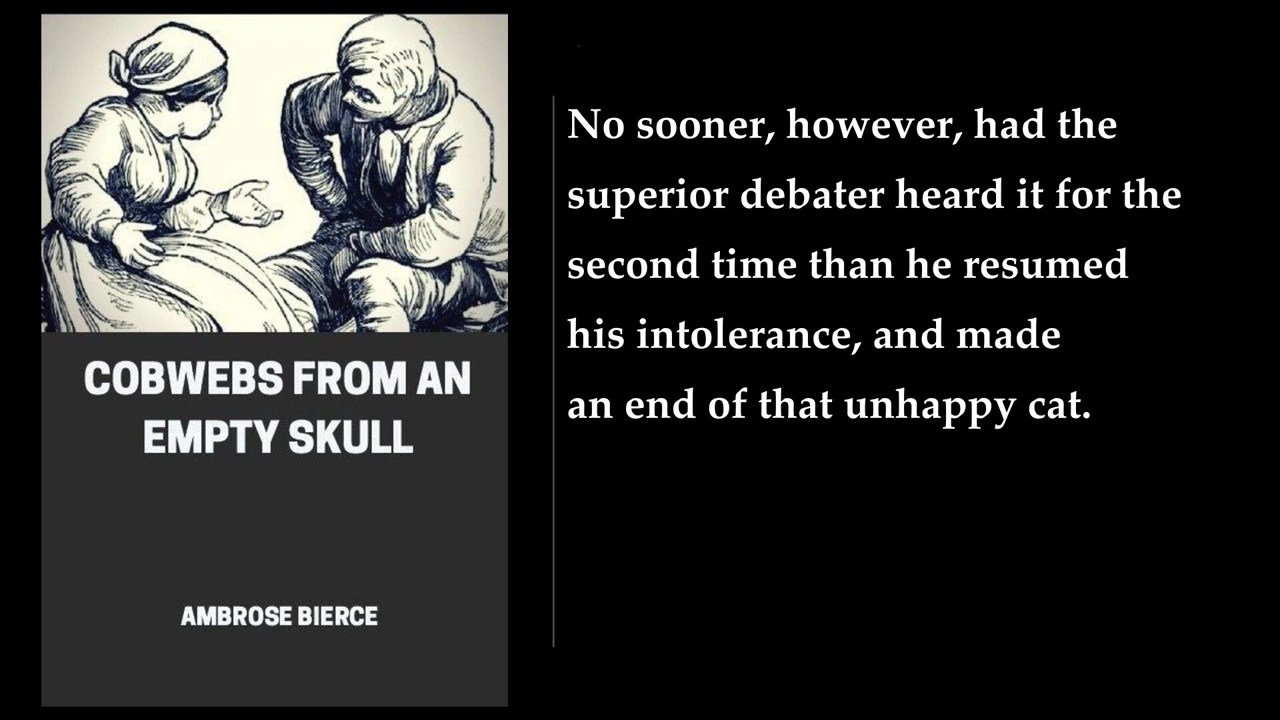 COBWEBS FROM AN
EMPTY SKULL
AMBROSE BIERCE
No sooner, however, had the
superior debater heard it for the
second time than he resumed
his intolerance, and made
an end of that unhappy cat.